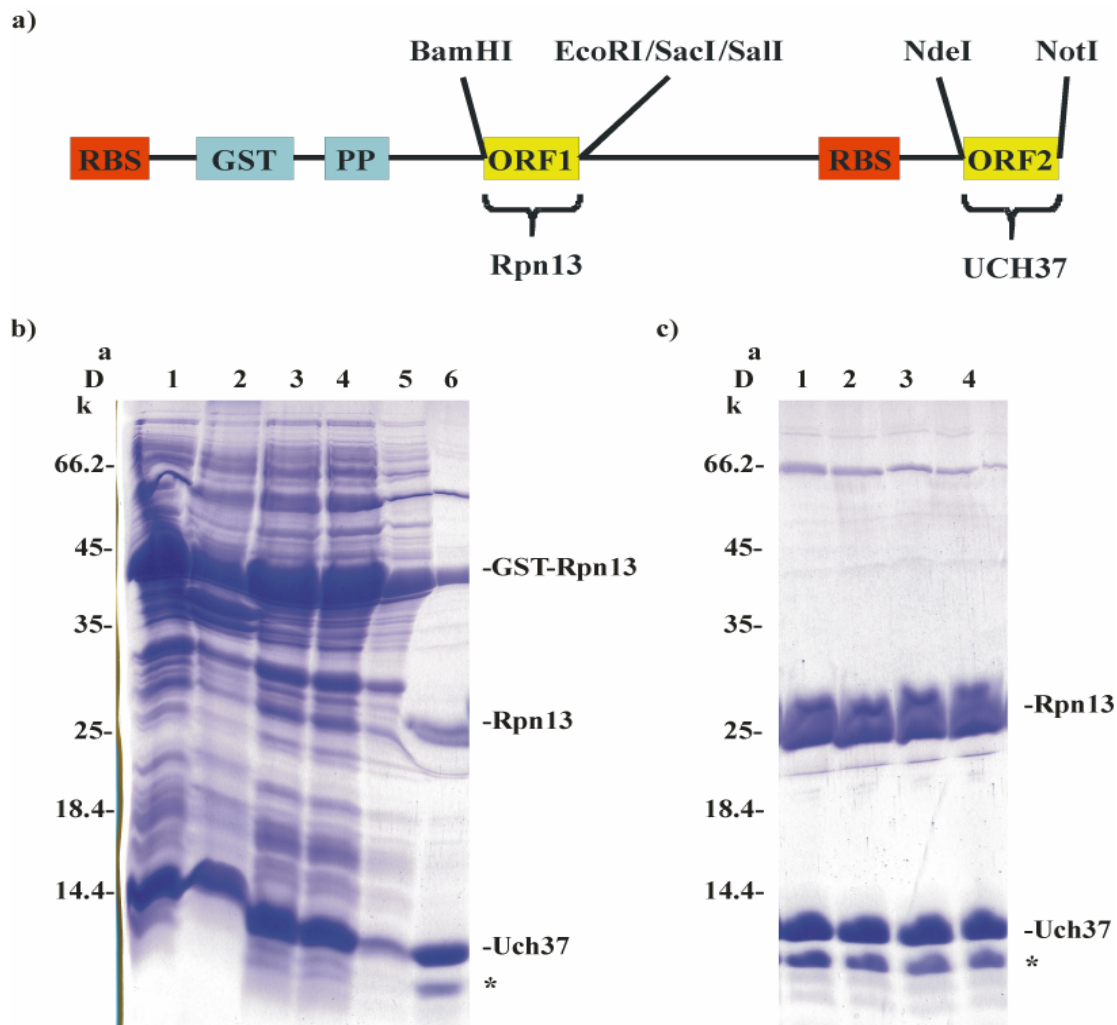 a)
BamHI EcoRI/SacI/SalI NdeI NotI
RBS GST PP ORF1 RBS ORF2
Rpn13 UCH37
b)
a
D 1 2 3 4 5 6
k
66.2-
45-
-GST-Rpn13
35-
-Rpn13
25-
18.4-
14.4-
-Uch37
*
c)
a
D 1 2 3 4
k
66.2-
45-
35-
-Rpn13
25-
18.4-
14.4-
-Uch37
*